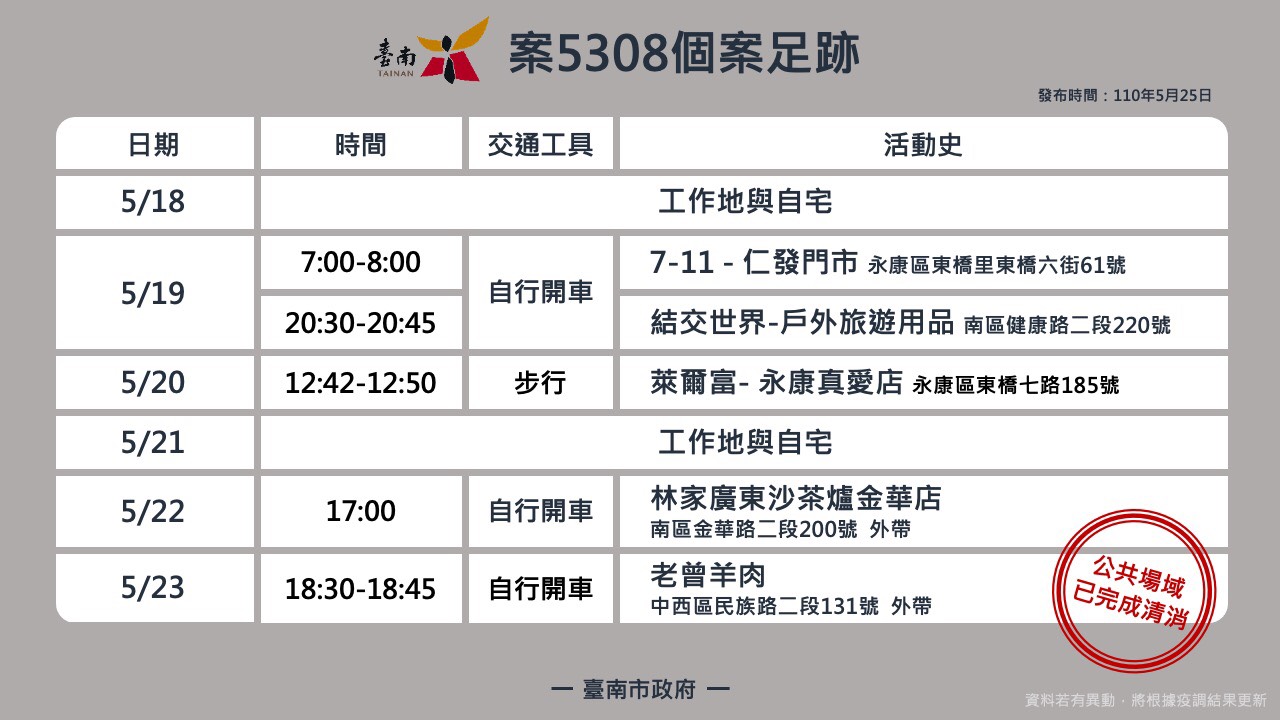 臺南
TAINAN
案5308個案足跡
發布時間：110年5月25日
日期 時間 交通工具 活動史
5/18 工作地與自宅
5/19 7:00-8:00 自行開車 7-11 - 仁發門市 永康區東橋里東橋六街61號
20:30-20:45 結交世界-戶外旅遊用品 南區健康路二段220號
5/20 12:42-12:50 步行 萊爾富- 永康真愛店 永康區東橋七路185號
5/21 工作地與自宅
5/22 17:00 自行開車 林家廣東沙茶爐金華店
南區金華路二段200號 外帶
5/23 18:30-18:45 自行開車 老曾羊肉
中西區民族路二段131號 外帶
公共場域
已完成清消
— 臺南市政府 —
資料若有異動，將根據疫調結果更新